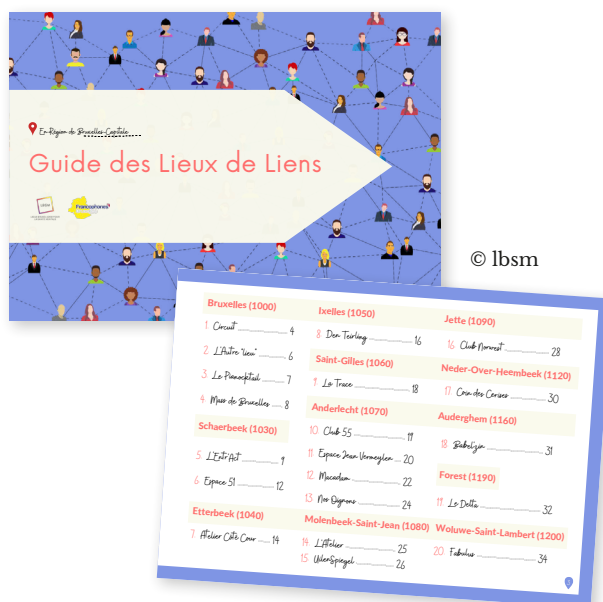 En Région de Bruxelles-Capitale
Guide des Lieux de Liens
Francophones
© lbsm
Bruxelles (1000)
1 Circuit 4
2 L'Autre "lieu" 6
3 Le Pianocktail 7
4 Mass de Bruxelles 8
Schaerbeek (1030)
5 L'Entr'Act 9
6 Espace 51 12
Etterbeek (1040)
7 Atelier Côté Cour 14
Ixelles (1050)
8 Den Teirling 16
Saint-Gilles (1060)
9 La Trace 18
Anderlecht (1070)
10 Club 55 19
11 Espace Jean Vermeylen 20
12 Macadam 22
13 Nos Oignons 24
Molenbeek-Saint-Jean (1080)
14 L'Atelier 25
15 UilenSpiegel 26
Jette (1090)
16 Club Norwest 28
Neder-Over-Heembeek (1120)
17 Coin des Cerises 30
Auderghem (1160)
18 Babelizin 31
Forest (1190)
19 Le Delta 32
Woluwe-Saint-Lambert (1200)
20 Fabulus 34